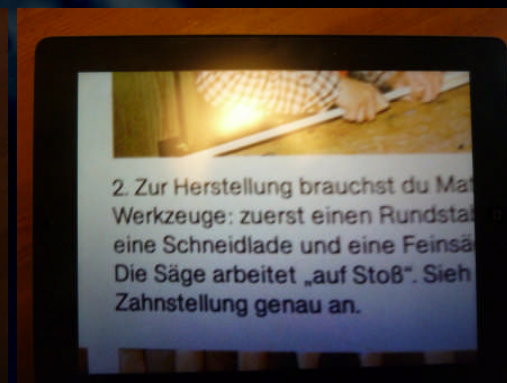 2. Zur Herstellung brauchst du
Werkzeuge: zuerst einen
eine Schneidlade und eine
Die Säge arbeitet „auf Stoß“. Sieh
Zahnstellung genau an.